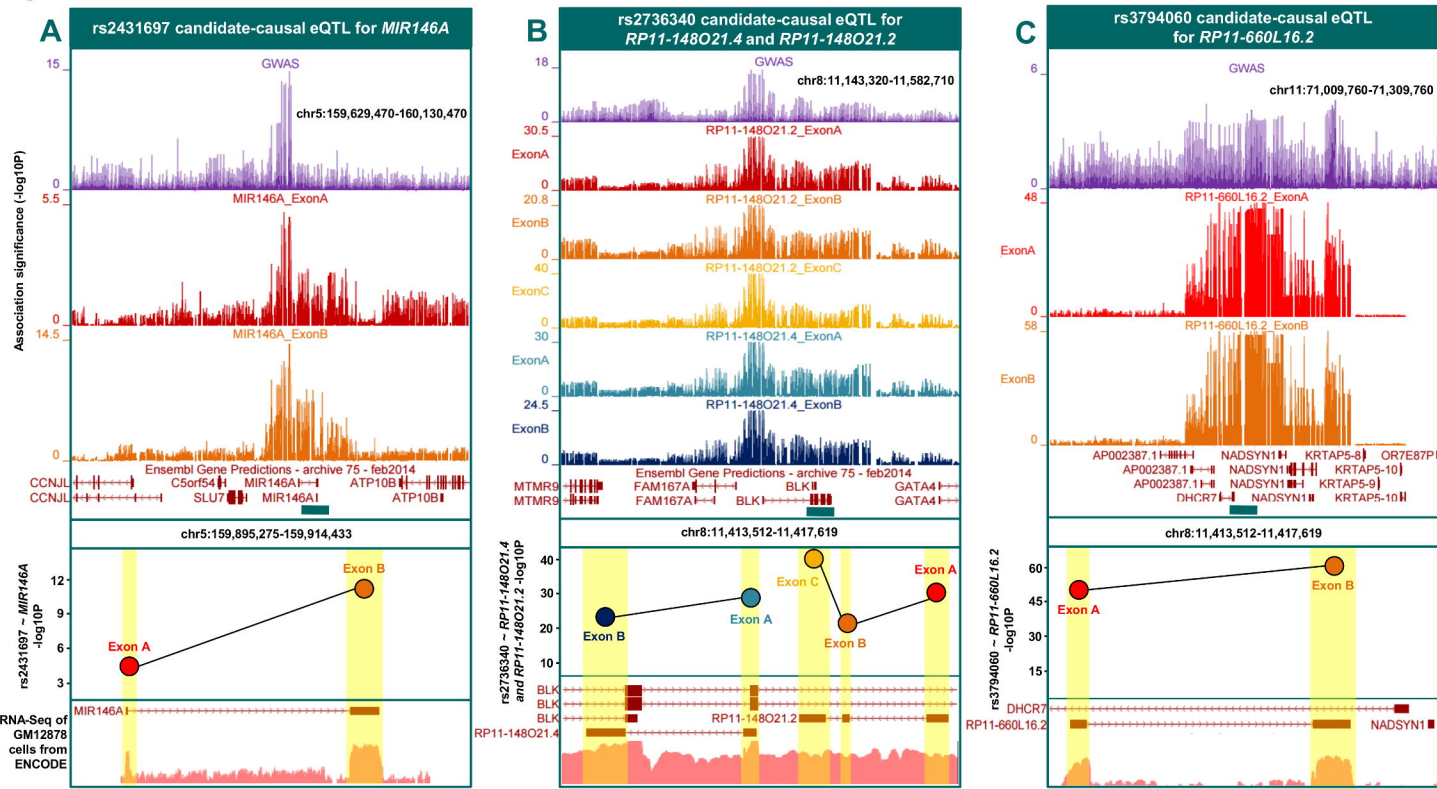 A
rs2431697 candidate-causal eQTL for MIR146A
GWAS
15
chr5:159,629,470-160,130,470
0
Association significance (-log10P)
MIR146A_ExonA
5.5
0
MIR146A_ExonB
14.5
0
Ensembl Gene Predictions - archive 75 - feb2014
CCNJL C5orf54 MIR146A ATP10B
CCNJL SLU7 MIR146A ATP10B
chr5:159,895,275-159,914,433
rs2431697 ~ MIR146A
-log10P
12
9
6
3
Exon A
Exon B
MIR146A
RNA-Seq of
GM12878
cells from
ENCODE
B
rs2736340 candidate-causal eQTL for
RP11-148O21.4 and RP11-148O21.2
GWAS
18
chr8:11,143,320-11,582,710
0
RP11-148O21.2_ExonA
30.5
ExonA
0
RP11-148O21.2_ExonB
20.8
ExonB
0
RP11-148O21.2_ExonC
40
ExonC
0
RP11-148O21.4_ExonA
30
ExonA
0
RP11-148O21.4_ExonB
24.5
ExonB
0
Ensembl Gene Predictions - archive 75 - feb2014
MTMR9 FAM167A BLK GATA4
MTMR9 FAM167A BLK GATA4
chr8:11,413,512-11,417,619
rs2736340 ~ RP11-148O21.4
and RP11-148O21.2 -log10P
40
30
20
10
Exon B
Exon A
Exon C
Exon B
Exon A
BLK
BLK
BLK RP11-148O21.2
RP11-148O21.4
C
rs3794060 candidate-causal eQTL
for RP11-660L16.2
GWAS
6
chr11:71,009,760-71,309,760
0
RP11-660L16.2_ExonA
48
ExonA
0
RP11-660L16.2_ExonB
58
ExonB
0
AP002387.1 NADSYN1 KRTAP5-8 OR7E87P
AP002387.1 NADSYN1 KRTAP5-10
AP002387.1 NADSYN1 KRTAP5-9
DHCR7 NADSYN1 KRTAP5-10
chr8:11,413,512-11,417,619
rs3794060 ~ RP11-660L16.2
-log10P
60
45
30
15
Exon A
Exon B
DHCR7
RP11-660L16.2 NADSYN1